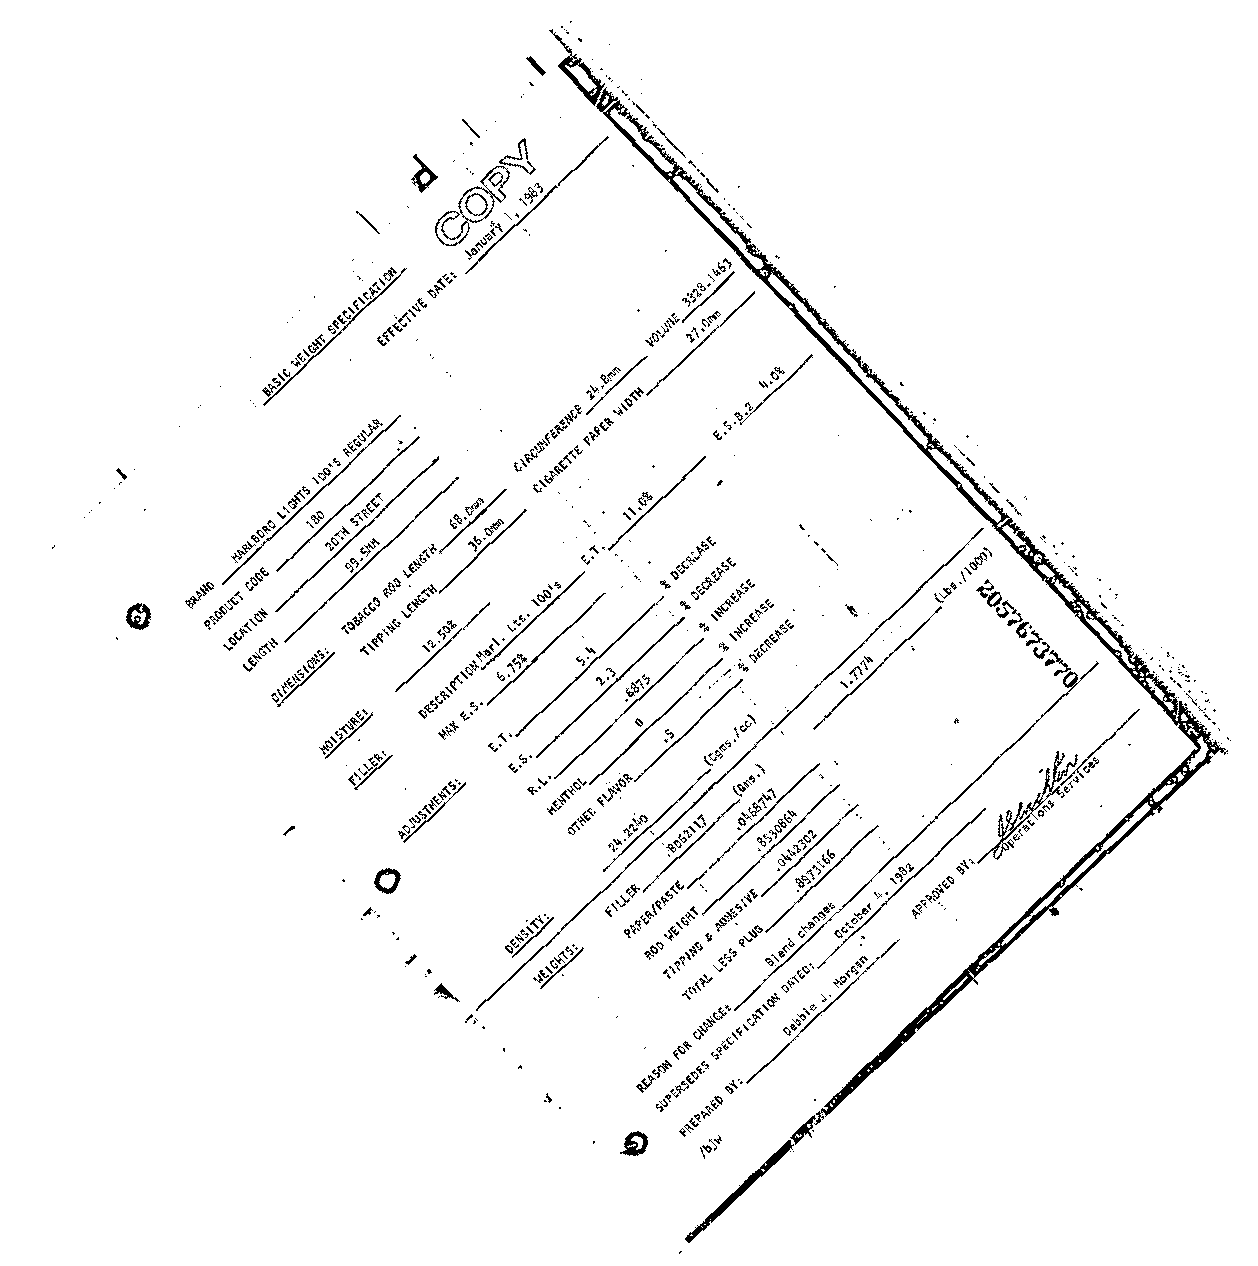 COPY
BASIC WEIGHT SPECIFICATION
EFFECTIVE DATE: January 1, 1983
BRAND MARLBORO LIGHTS 100'S REGULAR
PRODUCT CODE 180
LOCATION 20TH STREET
LENGTH 99.5MM
DIMENSIONS:
TOBACCO ROD LENGTH 68.0mm CIRCUMFERENCE 24.8mm VOLUME 3328.1463
TIPPING LENGTH 36.0mm CIGARETTE PAPER WIDTH 27.0mm
MOISTURE: 12.50%
FILLER: DESCRIPTION Marl. Lts. 100's E.T. 11.0% E.S.B.2 4.0%
MAX E.S. 6.75%
ADJUSTMENTS:
E.T. 5.4 % DECREASE
E.S. 2.3 % DECREASE
R.L. .6875 % INCREASE
MENTHOL 0 % INCREASE
OTHER FLAVOR .5 % DECREASE
DENSITY: 24.2240 (Cgms./cc)
WEIGHTS: (Gms.) (Lbs./1000)
FILLER .8062117 1.7774
PAPER/PASTE .0468747
ROD WEIGHT .8530864
TIPPING & ADHESIVE .0442302
TOTAL LESS PLUG .8973166
REASON FOR CHANGE: Blend changes
SUPERSEDES SPECIFICATION DATED: October 4, 1982
PREPARED BY: Debbie J. Morgan APPROVED BY:
Operations Services
/bjw
2057673770